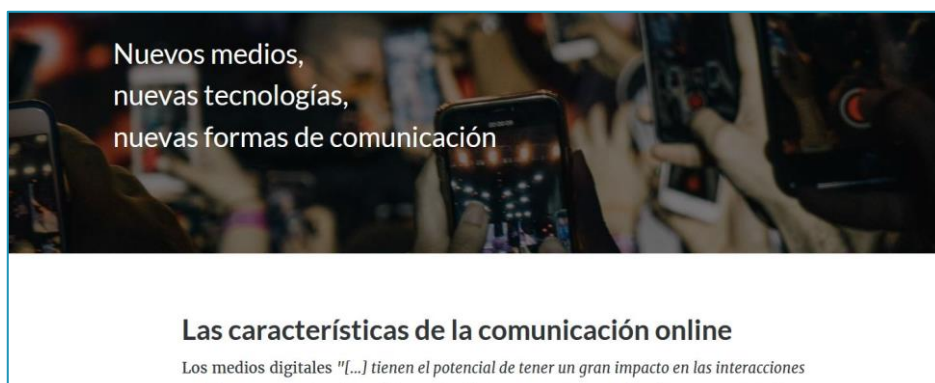 Nuevos medios,
nuevas tecnologías,
nuevas formas de comunicación
Las características de la comunicación online
Los medios digitales "[...] tienen el potencial de tener un gran impacto en las interacciones